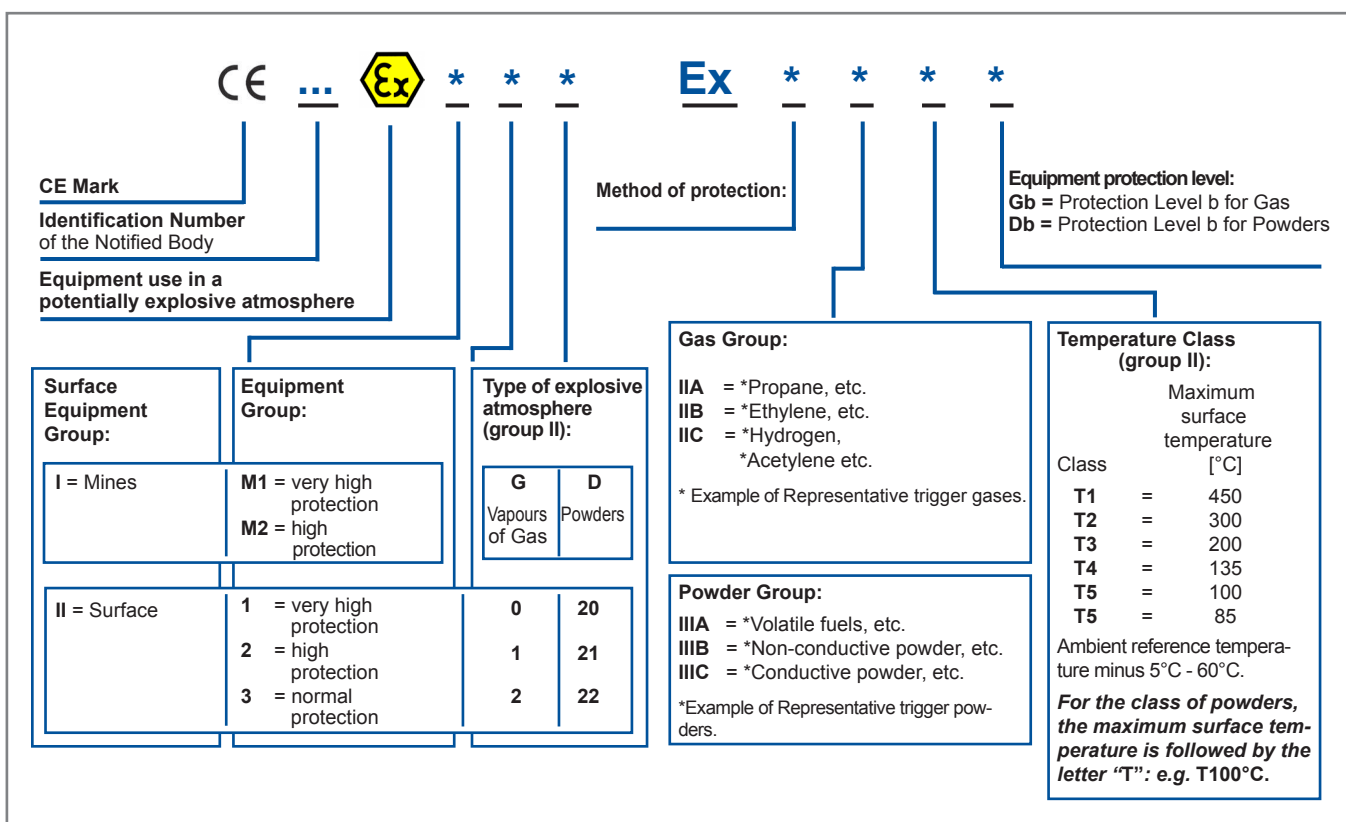 CE ... Ex * * * Ex * * * *
CE Mark
Identification Number
of the Notified Body
Equipment use in a
potentially explosive atmosphere
Method of protection:
Equipment protection level:
Gb = Protection Level b for Gas
Db = Protection Level b for Powders
Surface
Equipment
Group:
Equipment
Group:
Type of explosive
atmosphere
(group II):
I = Mines
M1 = very high
protection
M2 = high
protection
G D
Vapours Powders
of Gas
II = Surface
1 = very high
protection
0 20
2 = high
protection
1 21
3 = normal
protection
2 22
Gas Group:
IIA = *Propane, etc.
IIB = *Ethylene, etc.
IIC = *Hydrogen,
*Acetylene etc.
* Example of Representative trigger gases.
Powder Group:
IIIA = *Volatile fuels, etc.
IIIB = *Non-conductive powder, etc.
IIIC = *Conductive powder, etc.
*Example of Representative trigger pow-
ders.
Temperature Class
(group II):
Maximum
surface
temperature
Class [°C]
T1 = 450
T2 = 300
T3 = 200
T4 = 135
T5 = 100
T5 = 85
Ambient reference tempera-
ture minus 5°C - 60°C.
For the class of powders,
the maximum surface tem-
perature is followed by the
letter “T”: e.g. T100°C.